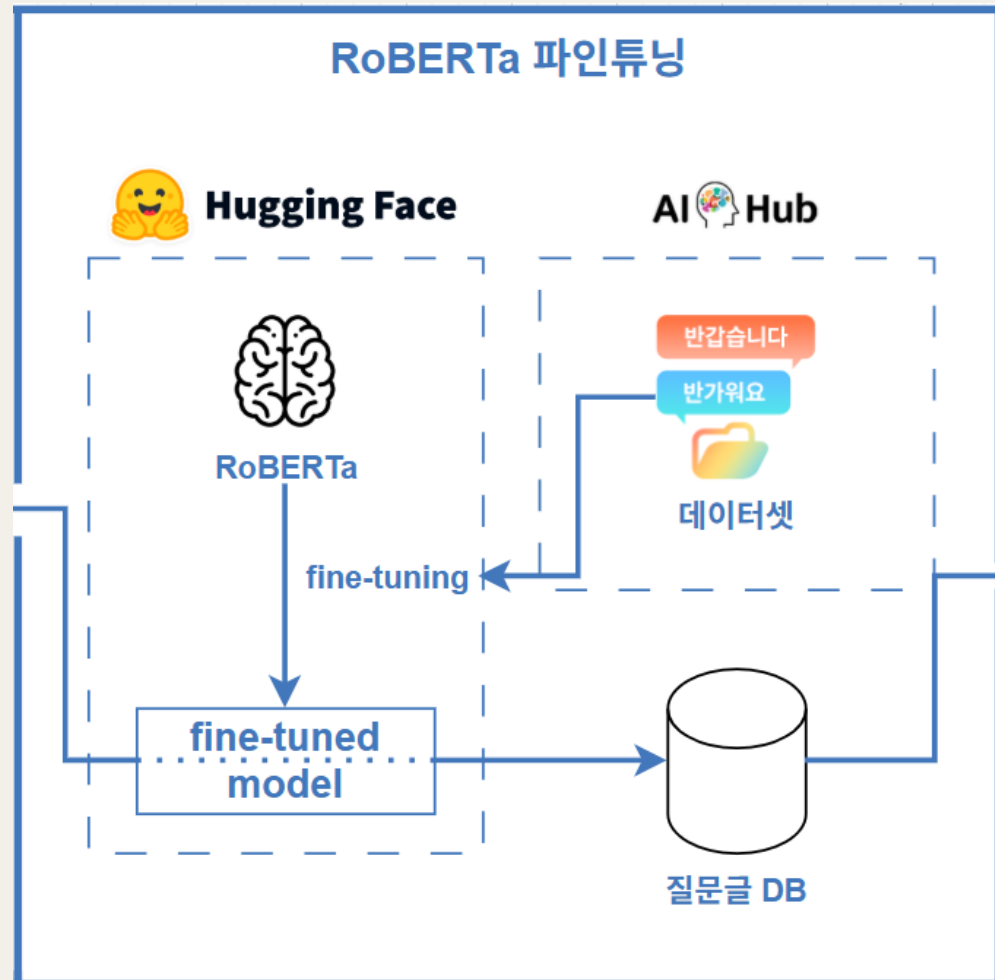 RoBERTa 파인튜닝
Hugging Face
AI Hub
반갑습니다
반가워요
RoBERTa
데이터셋
fine-tuning
fine-tuned
model
질문글 DB